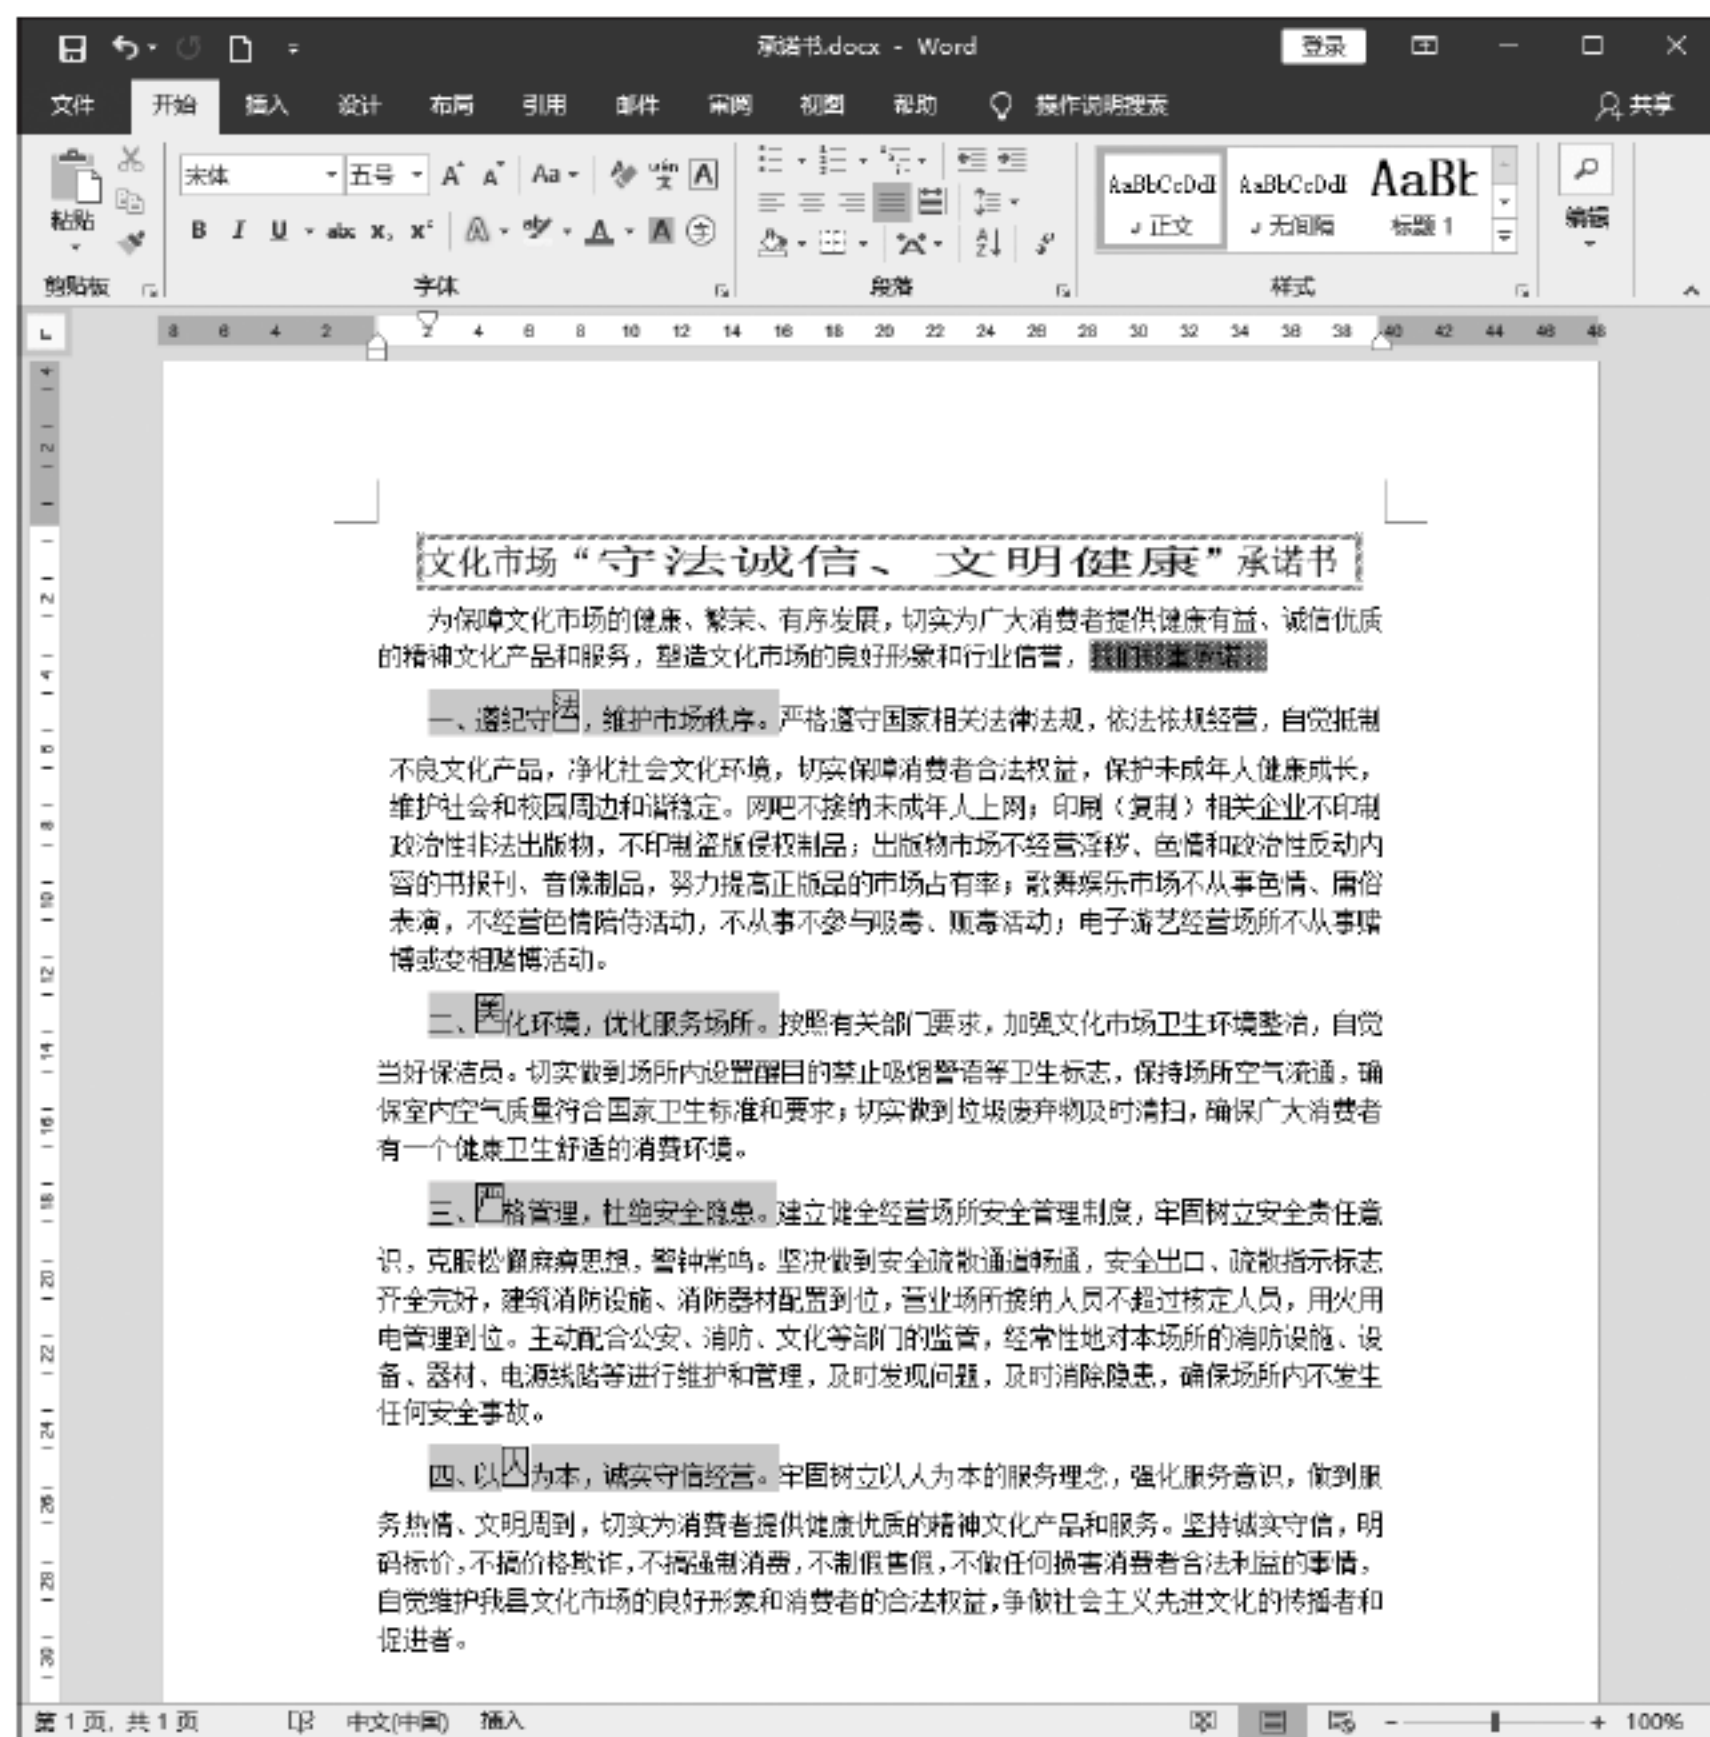 承诺书.docx - Word
登录
文件 开始 插入 设计 布局 引用 邮件 审阅 视图 帮助 操作说明搜索 共享
宋体 五号 Aa A
粘贴
B I U abc x₂ x² A A A 字
AaBbCcDdI AaBbCcDdI AaBb
正文 无间隔 标题 1
编辑
剪贴板 字体 段落 样式
8 6 4 2 2 4 6 8 10 12 14 16 18 20 22 24 26 28 30 32 34 36 38 40 42 44 46 48
文化市场“守法诚信、文明健康”承诺书
为保障文化市场的健康、繁荣、有序发展，切实为广大消费者提供健康有益、诚信优质
的精神文化产品和服务，塑造文化市场的良好形象和行业信誉，我们郑重承诺：
一、遵纪守法，维护市场秩序。严格遵守国家相关法律法规，依法依规经营，自觉抵制
不良文化产品，净化社会文化环境，切实保障消费者合法权益，保护未成年人健康成长，
维护社会和校园周边和谐稳定。网吧不接纳未成年人上网；印刷（复制）相关企业不印制
政治性非法出版物，不印制盗版侵权制品；出版物市场不经营淫秽、色情和政治性反动内
容的书报刊、音像制品，努力提高正版品的市场占有率；歌舞娱乐市场不从事色情、庸俗
表演，不经营色情陪侍活动，不从事不参与吸毒、贩毒活动；电子游艺经营场所不从事赌
博或变相赌博活动。
二、美化环境，优化服务场所。按照有关部门要求，加强文化市场卫生环境整治，自觉
当好保洁员。切实做到场所内设置醒目的禁止吸烟警语等卫生标志，保持场所空气流通，确
保室内空气质量符合国家卫生标准和要求；切实做到垃圾废弃物及时清扫，确保广大消费者
有一个健康卫生舒适的消费环境。
三、严格管理，杜绝安全隐患。建立健全经营场所安全管理制度，牢固树立安全责任意
识，克服松懈麻痹思想，警钟常鸣。坚决做到安全疏散通道畅通，安全出口、疏散指示标志
齐全完好，建筑消防设施、消防器材配置到位，营业场所接纳人员不超过核定人员，用火用
电管理到位。主动配合公安、消防、文化等部门的监管，经常性地对本场所的消防设施、设
备、器材、电源线路等进行维护和管理，及时发现问题，及时消除隐患，确保场所内不发生
任何安全事故。
四、以人为本，诚实守信经营。牢固树立以人为本的服务理念，强化服务意识，做到服
务热情、文明周到，切实为消费者提供健康优质的精神文化产品和服务。坚持诚实守信，明
码标价，不搞价格欺诈，不搞强制消费，不制假售假，不做任何损害消费者合法利益的事情，
自觉维护我县文化市场的良好形象和消费者的合法权益，争做社会主义先进文化的传播者和
促进者。
第 1 页，共 1 页 中文(中国) 插入 100%